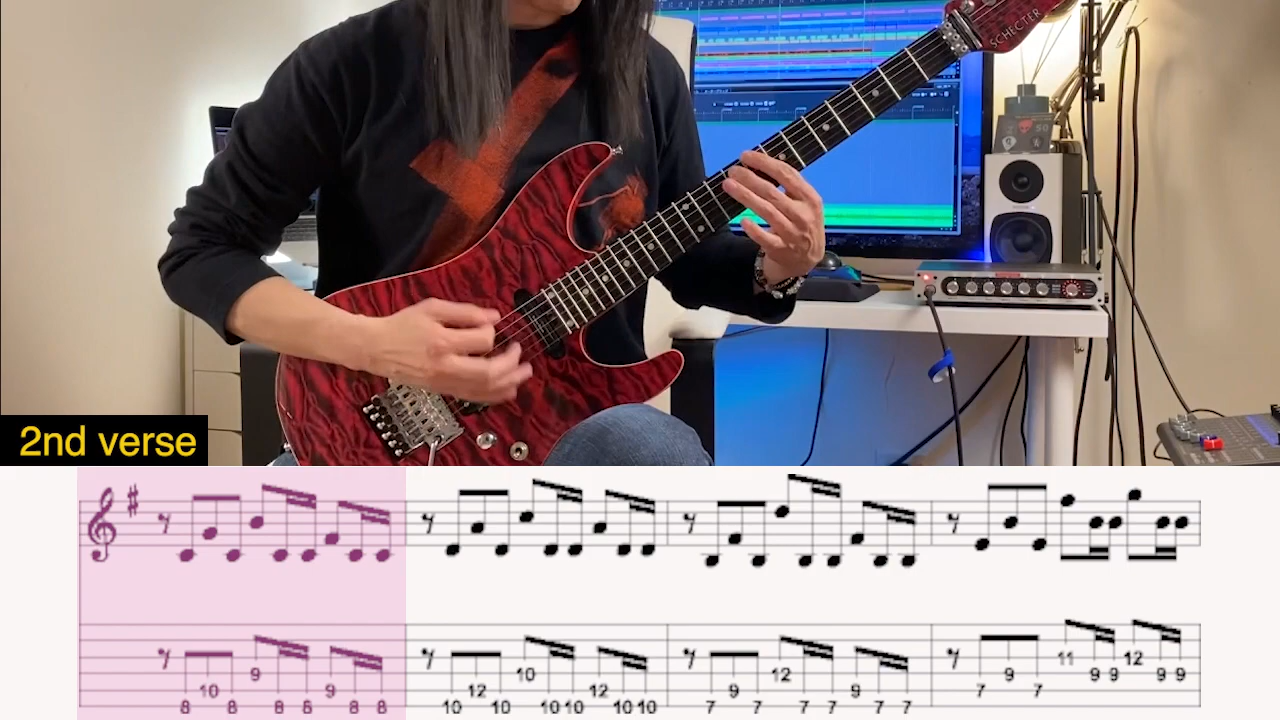 SCHECTER
50
2nd verse
11 12
9 10 12 9 9 9 9 9
10 9 12 12 9 7 7
8 8 8 8 8 8 10 10 10 10 10 10 7 7 7 7 7 7